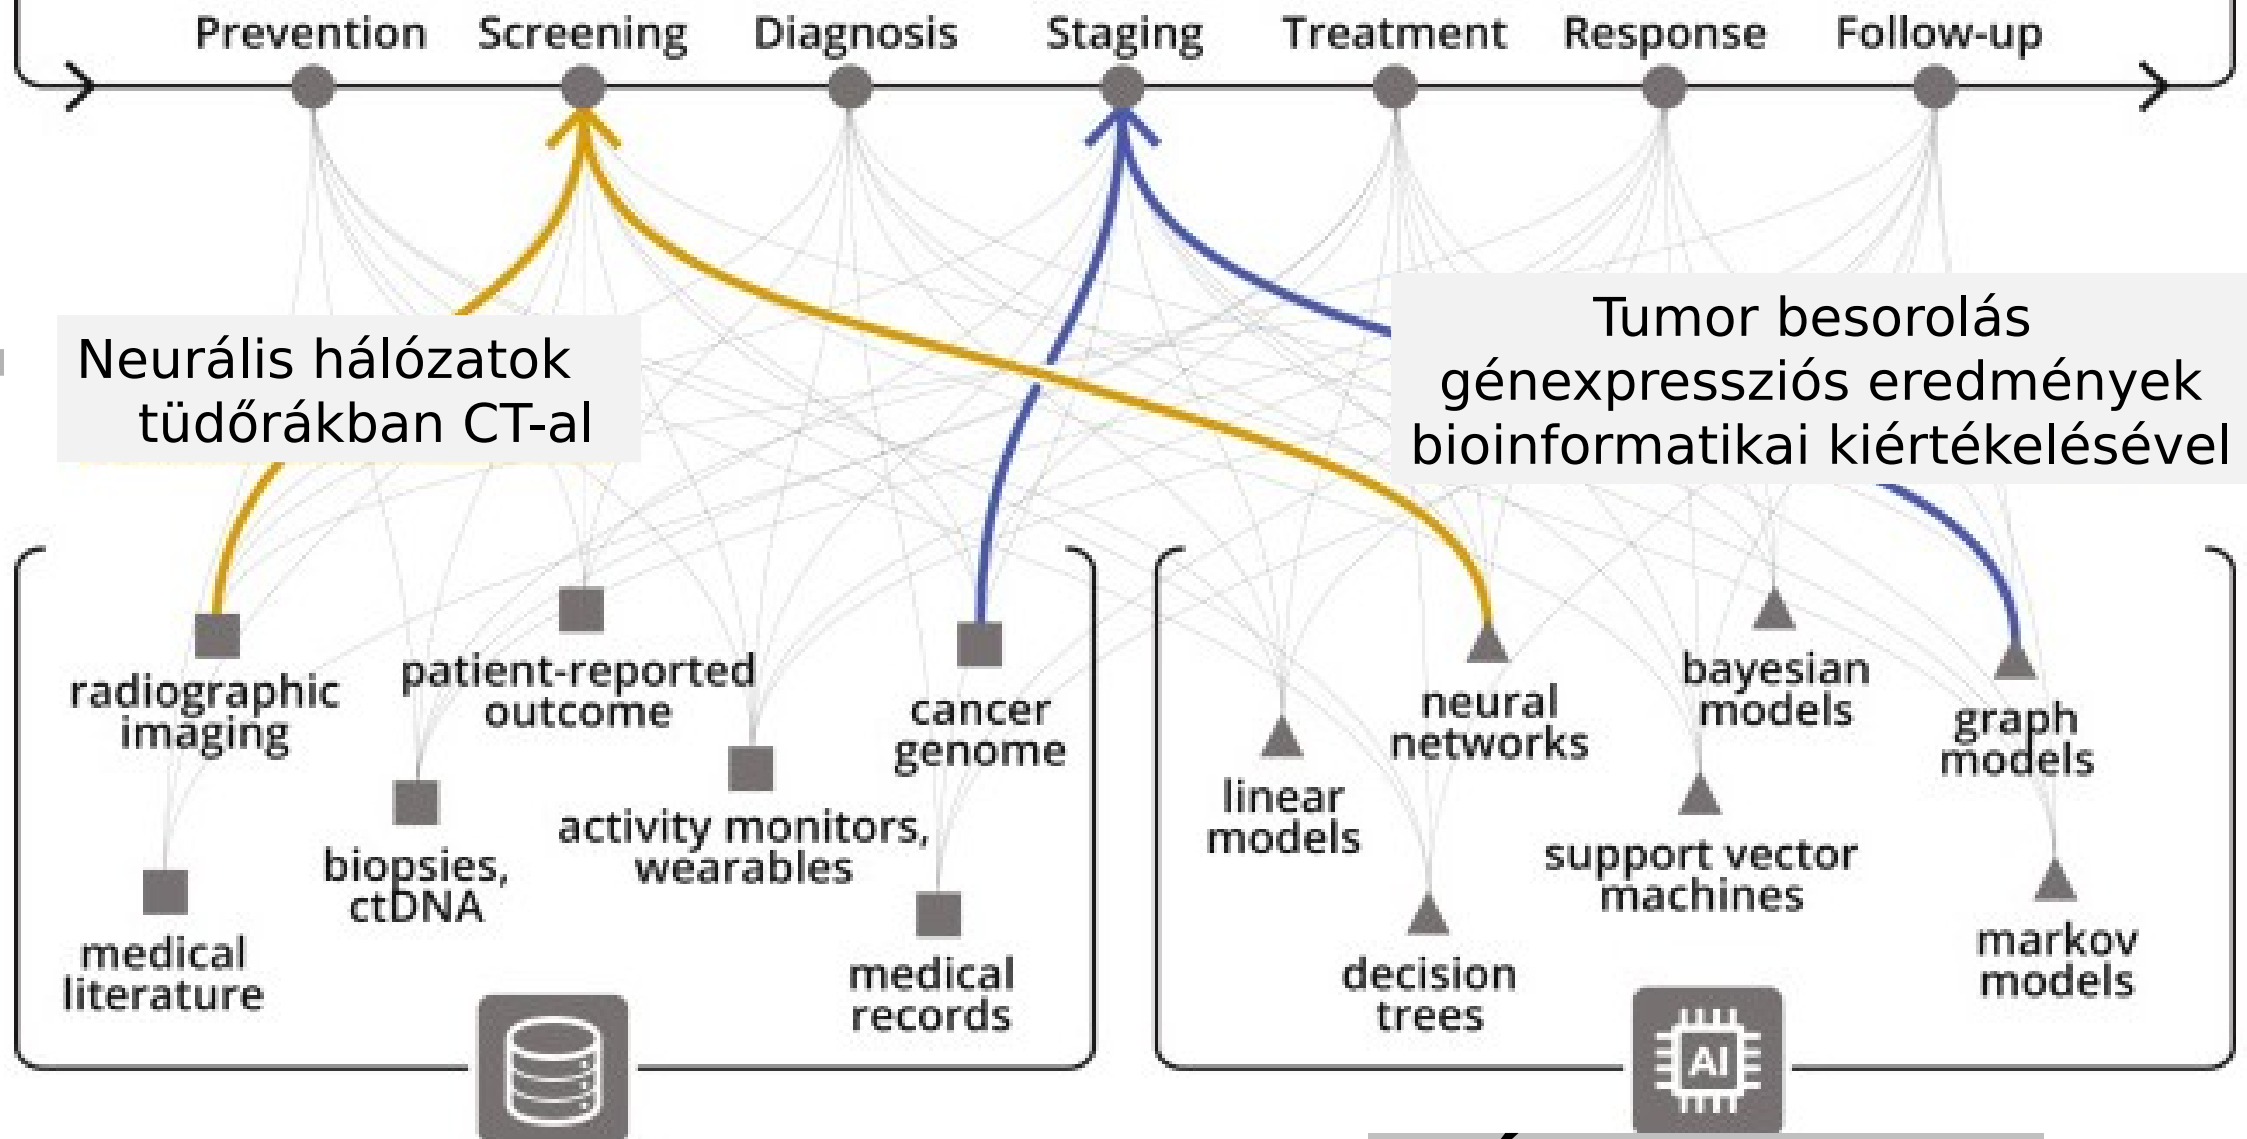 Prevention Screening Diagnosis Staging Treatment Response Follow-up
Neurális hálózatok
tüdőrákban CT-al
Tumor besorolás
génexpressziós eredmények
bioinformatikai kiértékelésével
radiographic
imaging
patient-reported
outcome
cancer
genome
biopsies,
ctDNA
activity monitors,
wearables
medical
literature
medical
records
neural
networks
bayesian
models
graph
models
linear
models
support vector
machines
decision
trees
markov
models
AI